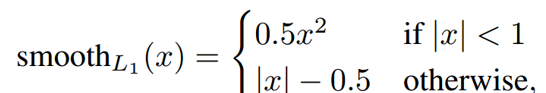 smooth_{L_1}(x) = { 0.5x^2 if |x| < 1
|x| − 0.5 otherwise,